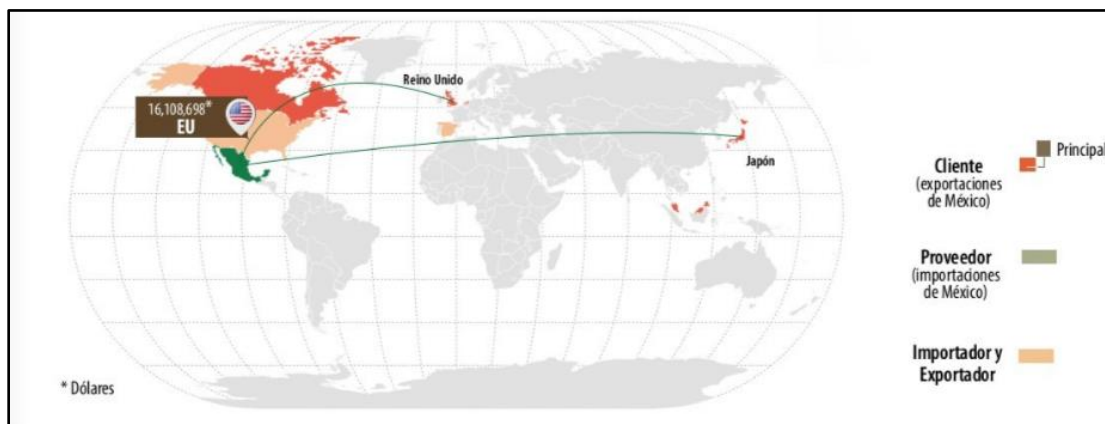 Reino Unido
16,108,698*
EU
Japón
* Dólares
Principal
Cliente
(exportaciones
de México)
Proveedor
(importaciones
de México)
Importador y
Exportador